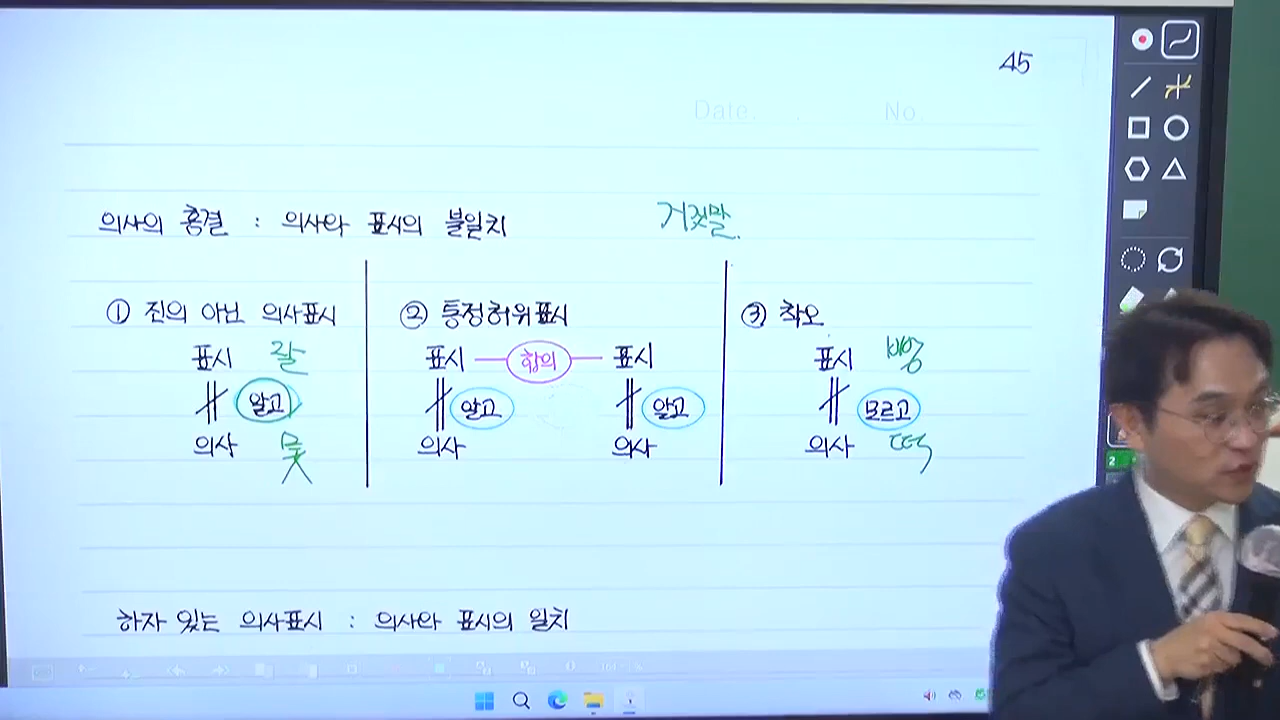 45
Date. No
의사의 흠결 : 의사와 표시의 불일치 거짓말.
① 진의 아닌 의사표시
표시 잘
알고
의사 못
② 통정허위표시
표시 합의 표시
알고 알고
의사 의사
③ 착오
표시 빵
모르고
의사 떡
하자 있는 의사표시 : 의사와 표시의 일치
2